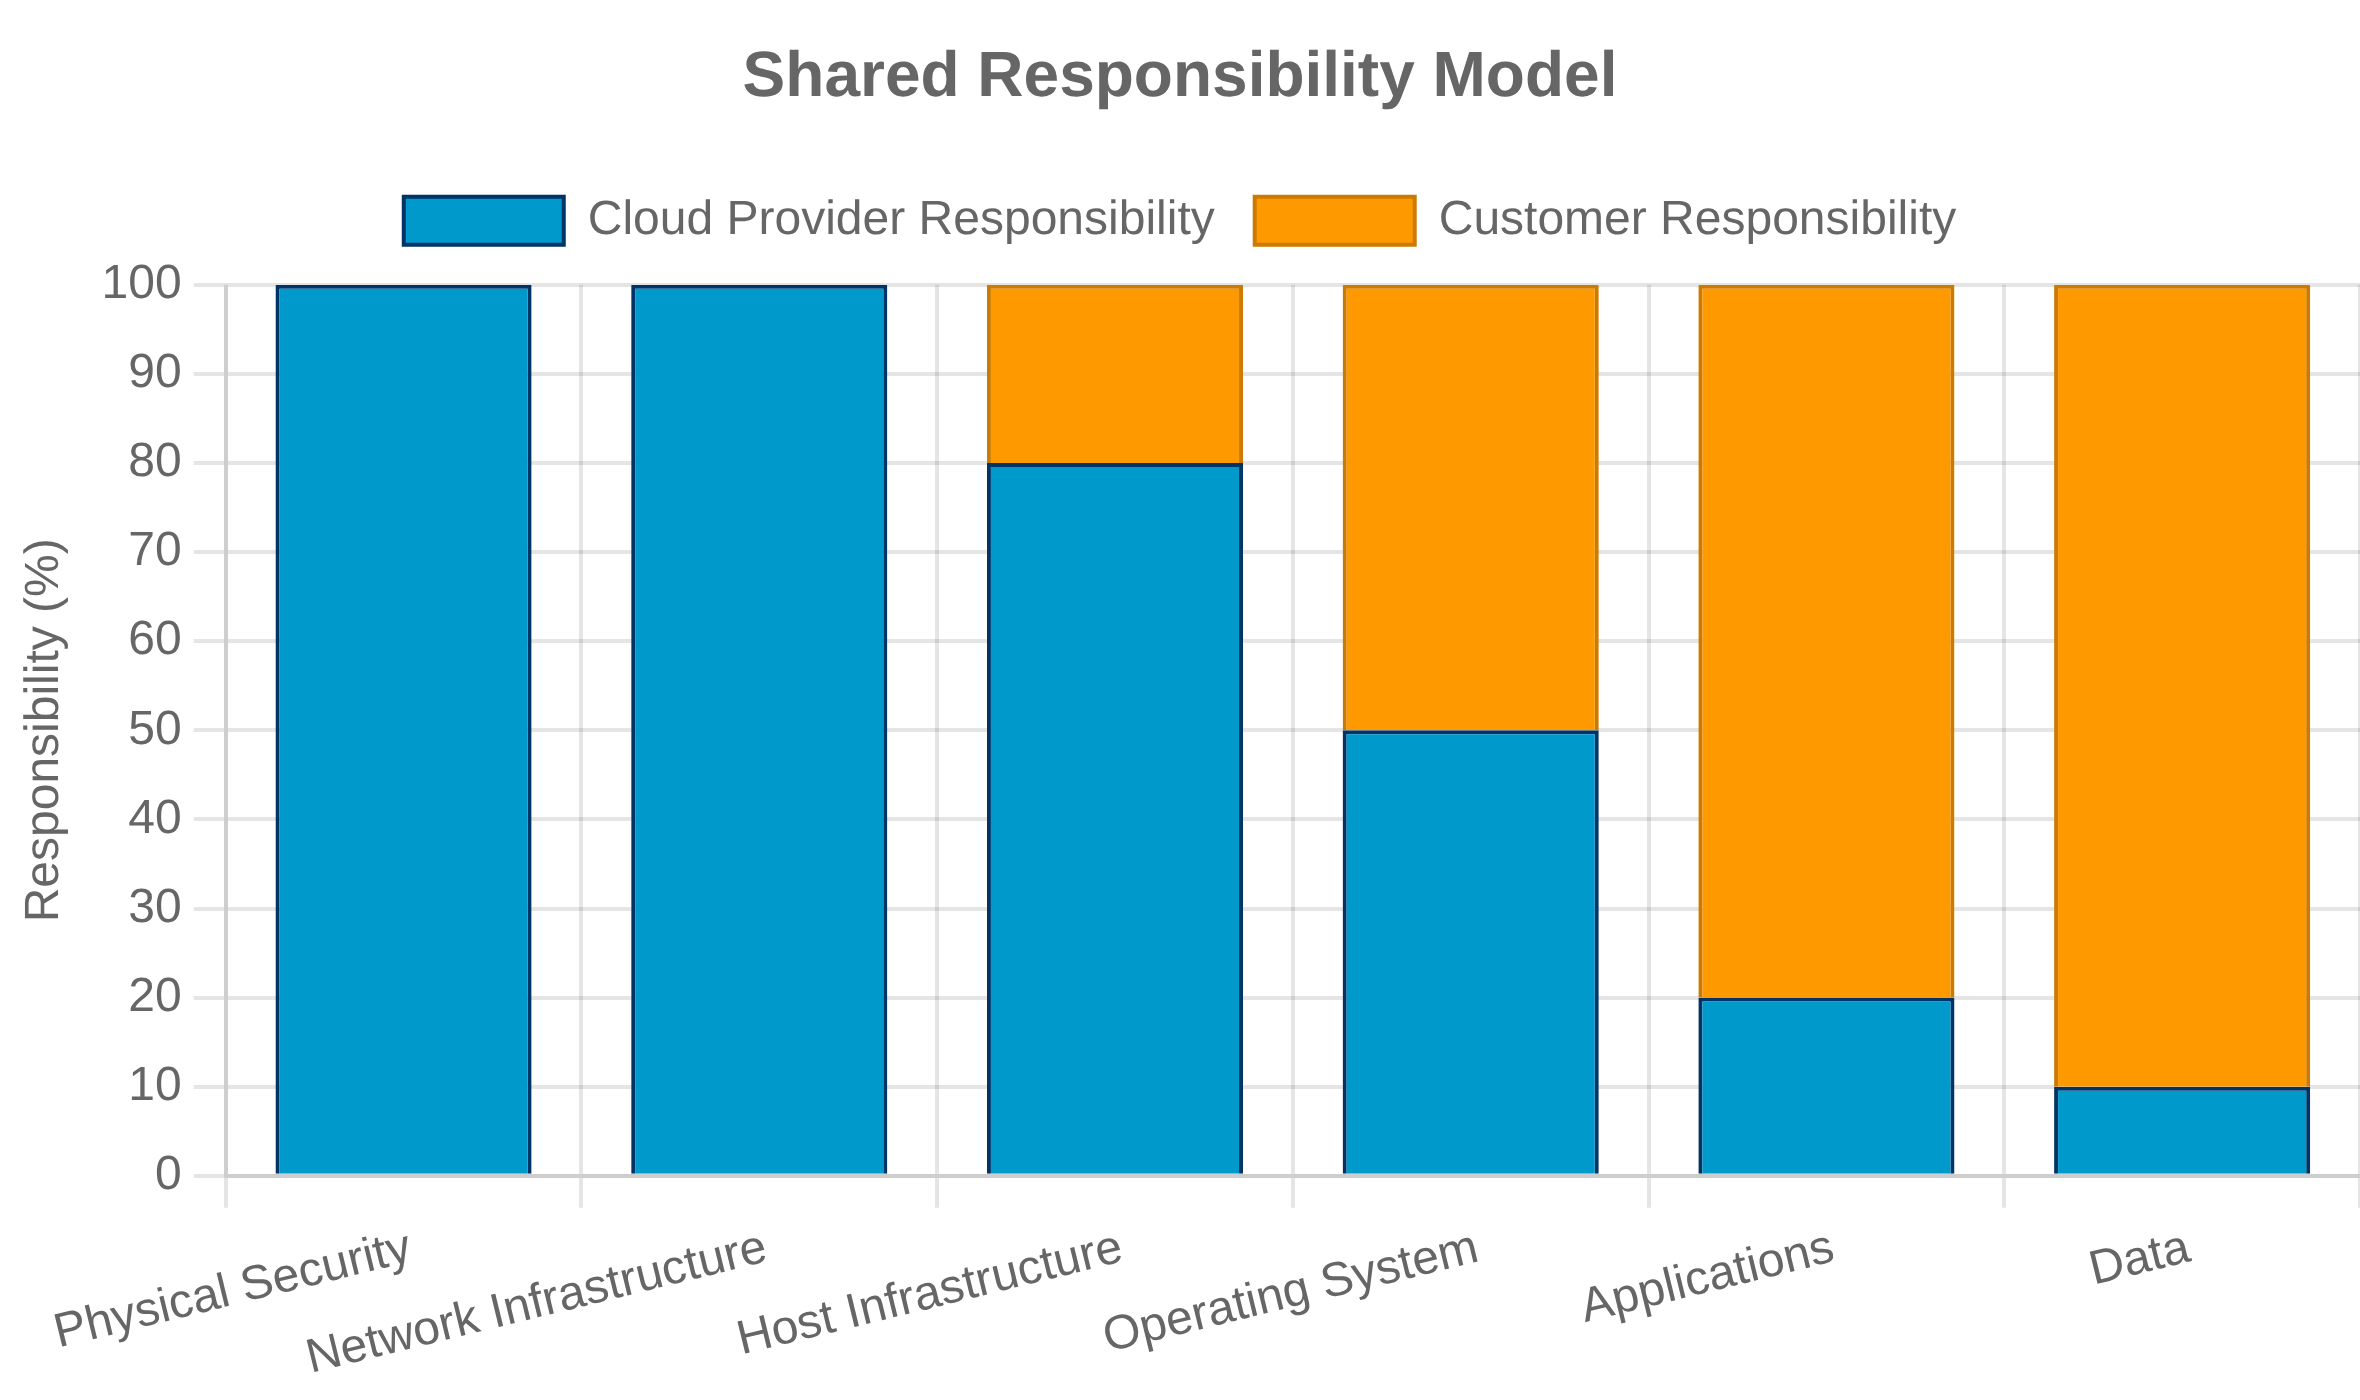 Shared Responsibility Model
Cloud Provider Responsibility Customer Responsibility
Responsibility (%)
100
90
80
70
60
50
40
30
20
10
0
Physical Security
Network Infrastructure
Host Infrastructure
Operating System
Applications
Data